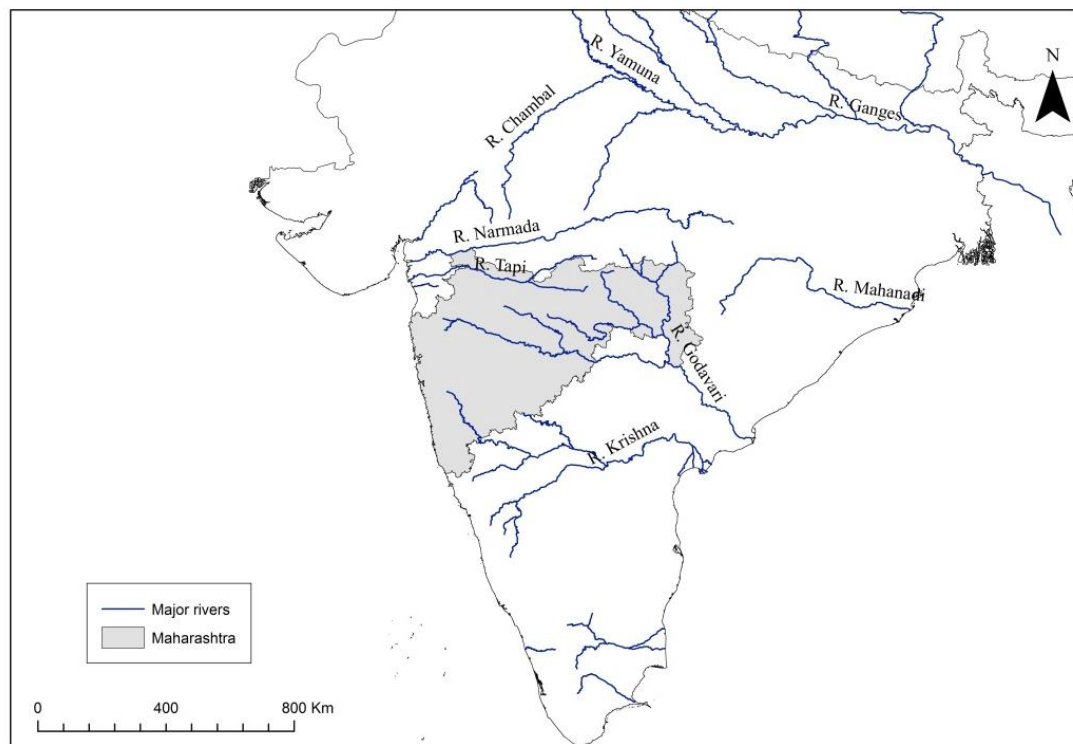 N
R. Yamuna
R. Ganges
R. Chambal
R. Narmada
R. Tapi
R. Mahanadi
R. Godavari
R. Krishna
Major rivers
Maharashtra
0 400 800 Km